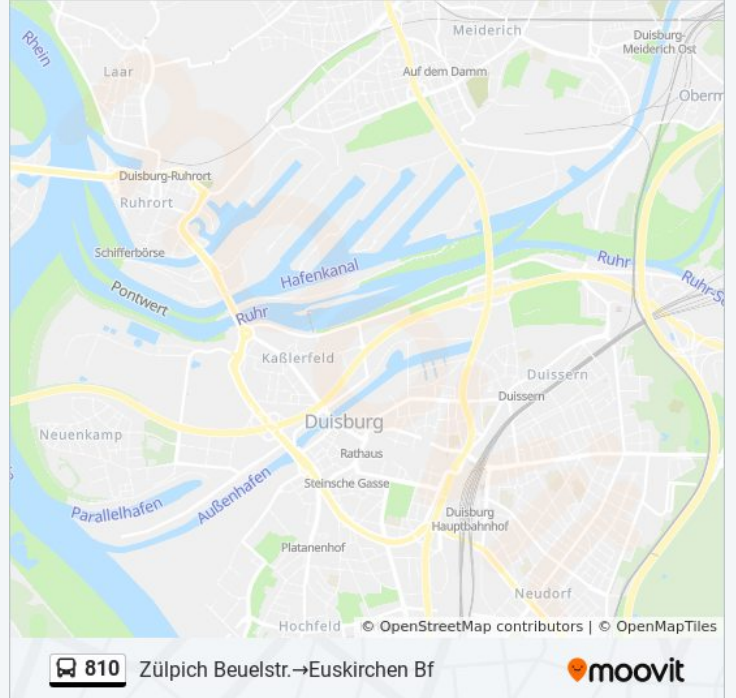 Meiderich
Duisburg-
Meiderich Ost
Rhein
Laar
Auf dem Damm
Oberm
Duisburg-Ruhrort
Ruhrort
Schifferbörse
Hafenkanal
Ruhr
Ruhr-Su
Pontwert
Ruhr
Kaßlerfeld
Duissern
Duissern
Duisburg
Neuenkamp
Rathaus
Steinsche Gasse
Außenhafen
Parallelhafen
Duisburg
Hauptbahnhof
Platanenhof
Neudorf
Hochfeld
© OpenStreetMap contributors | © OpenMapTiles
810 Zülpich Beuelstr.→Euskirchen Bf
moovit